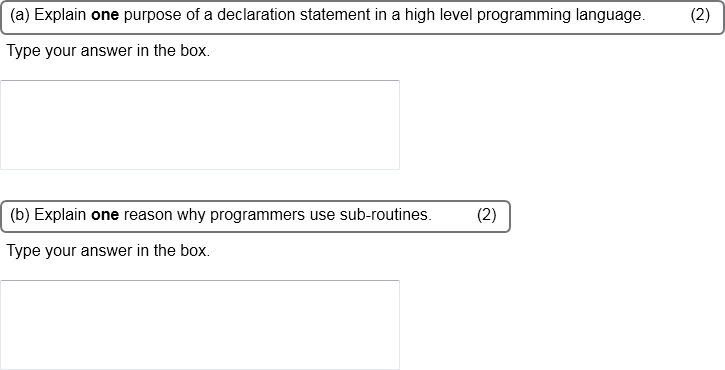 (a) Explain one purpose of a declaration statement in a high level programming language. (2)
Type your answer in the box.
(b) Explain one reason why programmers use sub-routines. (2)
Type your answer in the box.